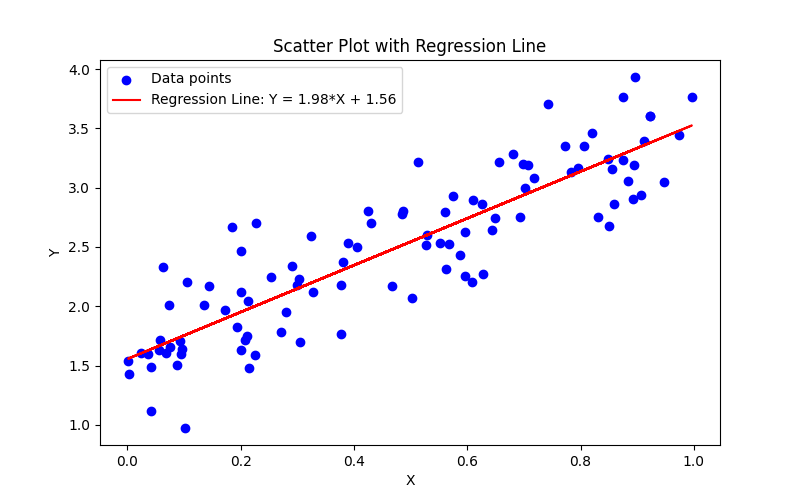 Scatter Plot with Regression Line
Data points
Regression Line: Y = 1.98*X + 1.56
4.0
3.5
3.0
2.5
2.0
1.5
1.0
Y
0.0 0.2 0.4 0.6 0.8 1.0
X